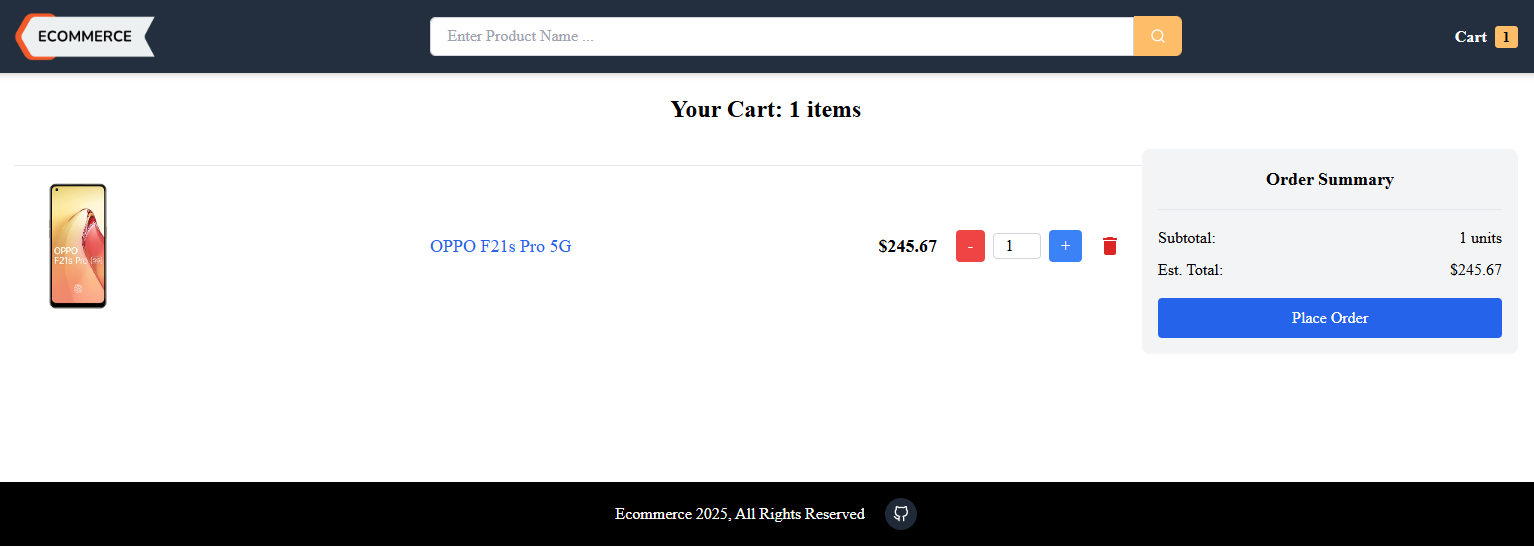 ECOMMERCE
Enter Product Name ...
Cart 1
Your Cart: 1 items
OPPO
F21s Pro 5G
OPPO F21s Pro 5G
$245.67
-
1
+
Order Summary
Subtotal: 1 units
Est. Total: $245.67
Place Order
Ecommerce 2025, All Rights Reserved